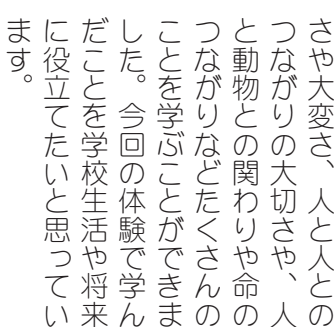 さや大変さ、人と人との
つながりの大切さや、人
と動物との関わりや命の
つながりなどたくさんの
ことを学ぶことができま
した。今回の体験で学ん
だことを学校生活や将来
に役立てたいと思ってい
ます。